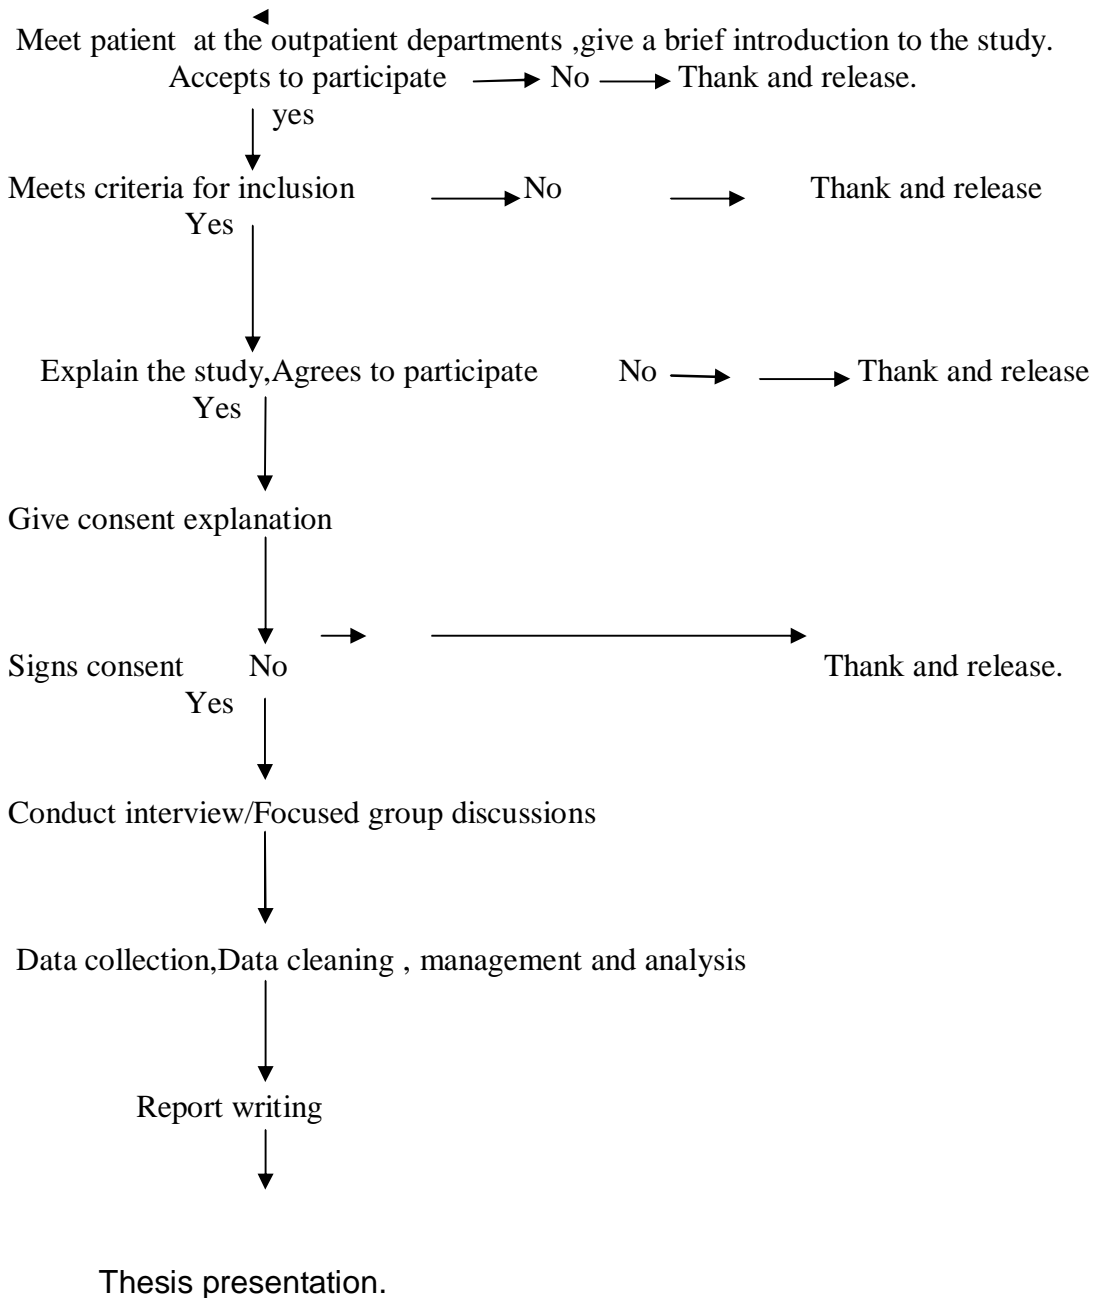 Meet patient  at the outpatient departments ,give a brief introduction to the study.
Accepts to participate No Thank and release.
yes
Meets criteria for inclusion No Thank and release
Yes
Explain the study,Agrees to participate No Thank and release
Yes
Give consent explanation
Signs consent No Thank and release.
Yes
Conduct interview/Focused group discussions
Data collection,Data cleaning , management and analysis
Report writing
Thesis presentation.